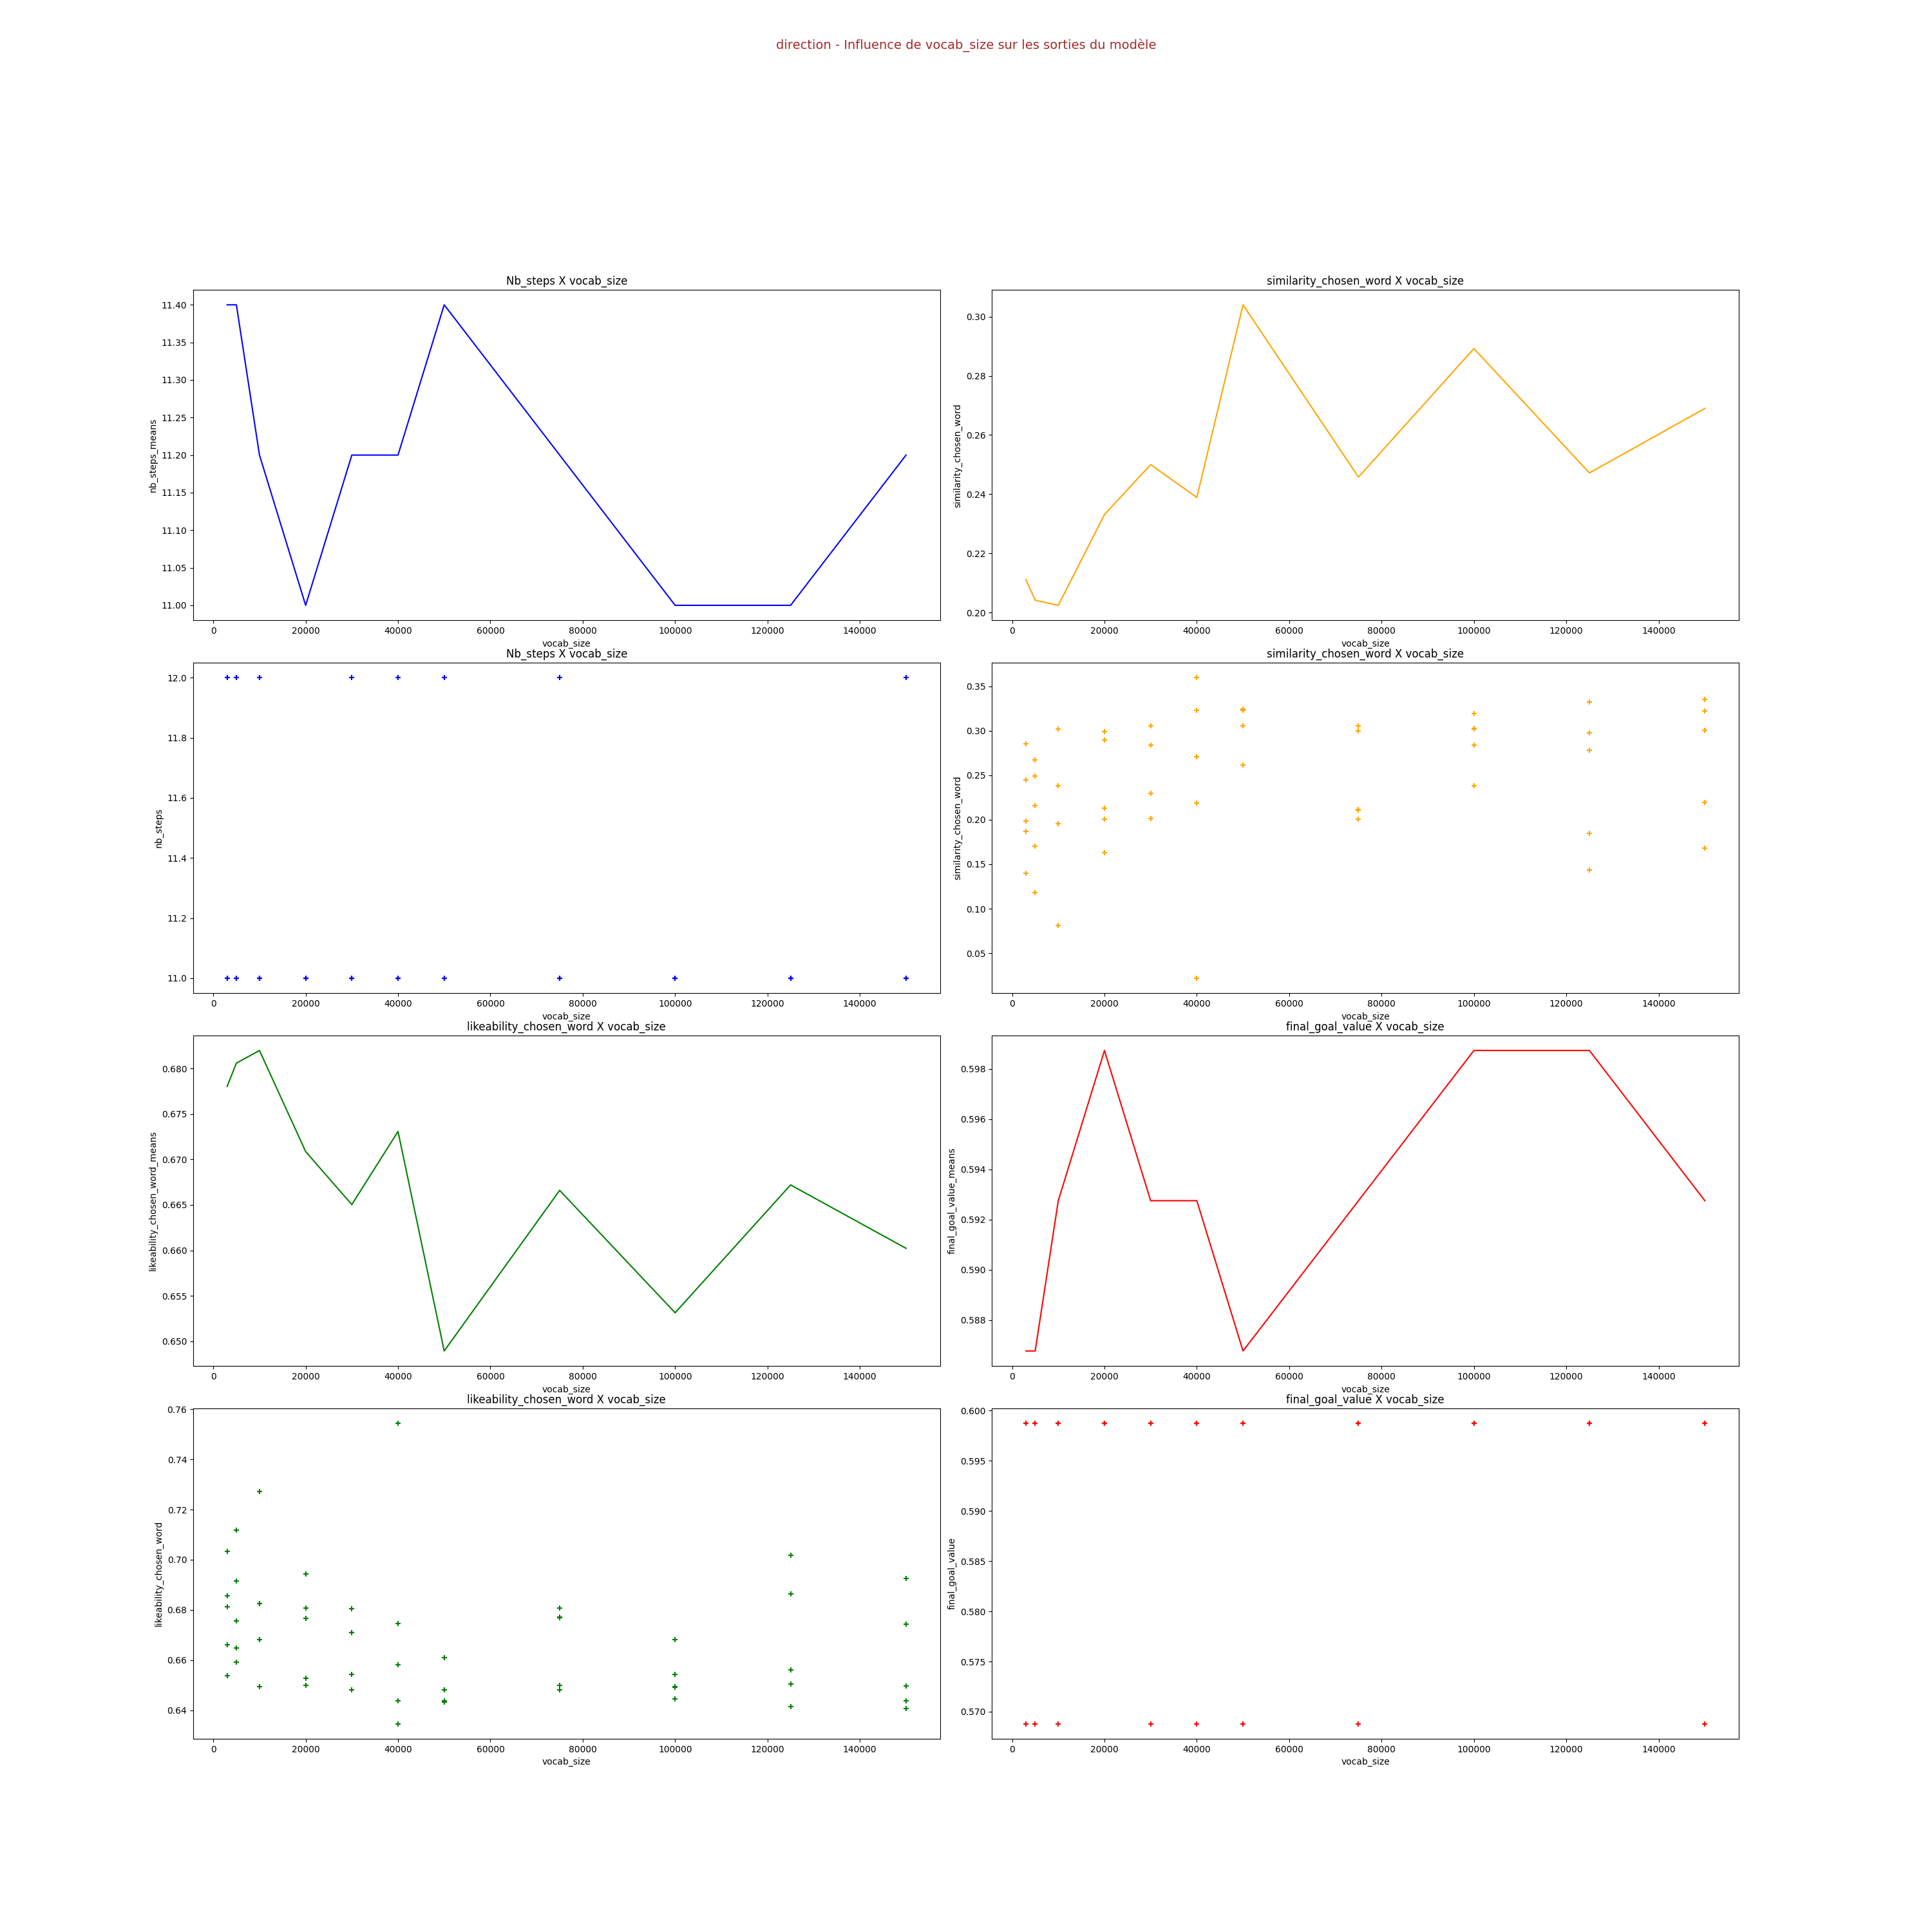 direction - Influence de vocab_size sur les sorties du modèle
Nb_steps X vocab_size
nb_steps_means
11.40
11.35
11.30
11.25
11.20
11.15
11.10
11.05
11.00
0 20000 40000 60000 80000 100000 120000 140000
vocab_size
similarity_chosen_word X vocab_size
similarity_chosen_word
0.30
0.28
0.26
0.24
0.22
0.20
0 20000 40000 60000 80000 100000 120000 140000
vocab_size
Nb_steps X vocab_size
nb_steps
12.0
11.8
11.6
11.4
11.2
11.0
0 20000 40000 60000 80000 100000 120000 140000
vocab_size
similarity_chosen_word X vocab_size
similarity_chosen_word
0.35
0.30
0.25
0.20
0.15
0.10
0.05
0 20000 40000 60000 80000 100000 120000 140000
vocab_size
likeability_chosen_word X vocab_size
likeability_chosen_word_means
0.680
0.675
0.670
0.665
0.660
0.655
0.650
0 20000 40000 60000 80000 100000 120000 140000
vocab_size
final_goal_value X vocab_size
final_goal_value_means
0.598
0.596
0.594
0.592
0.590
0.588
0 20000 40000 60000 80000 100000 120000 140000
vocab_size
likeability_chosen_word X vocab_size
likeability_chosen_word
0.76
0.74
0.72
0.70
0.68
0.66
0.64
0 20000 40000 60000 80000 100000 120000 140000
vocab_size
final_goal_value X vocab_size
final_goal_value
0.600
0.595
0.590
0.585
0.580
0.575
0.570
0 20000 40000 60000 80000 100000 120000 140000
vocab_size